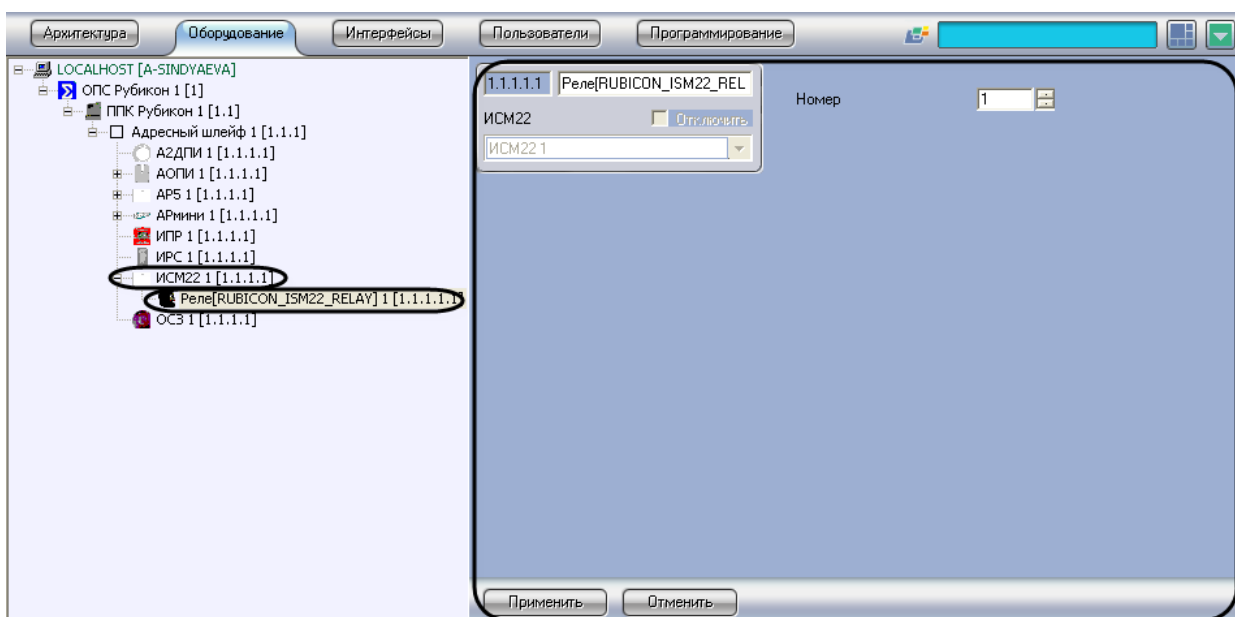 Архитектура Оборудование Интерфейсы Пользователи Программирование
LOCALHOST [A-SINDYAEVA]
ОПС Рубикон 1 [1]
ППК Рубикон 1 [1.1]
Адресный шлейф 1 [1.1.1]
А2ДПИ 1 [1.1.1.1]
АОПИ 1 [1.1.1.1]
АР5 1 [1.1.1.1]
АРмини 1 [1.1.1.1]
ИПР 1 [1.1.1.1]
ИРС 1 [1.1.1.1]
ИСМ22 1 [1.1.1.1]
Реле[RUBICON_ISM22_RELAY] 1 [1.1.1.1.1]
ОСЗ 1 [1.1.1.1]
1.1.1.1.1 Реле[RUBICON_ISM22_REL
ИСМ22 Отключить
ИСМ22 1
Номер 1
Применить Отменить